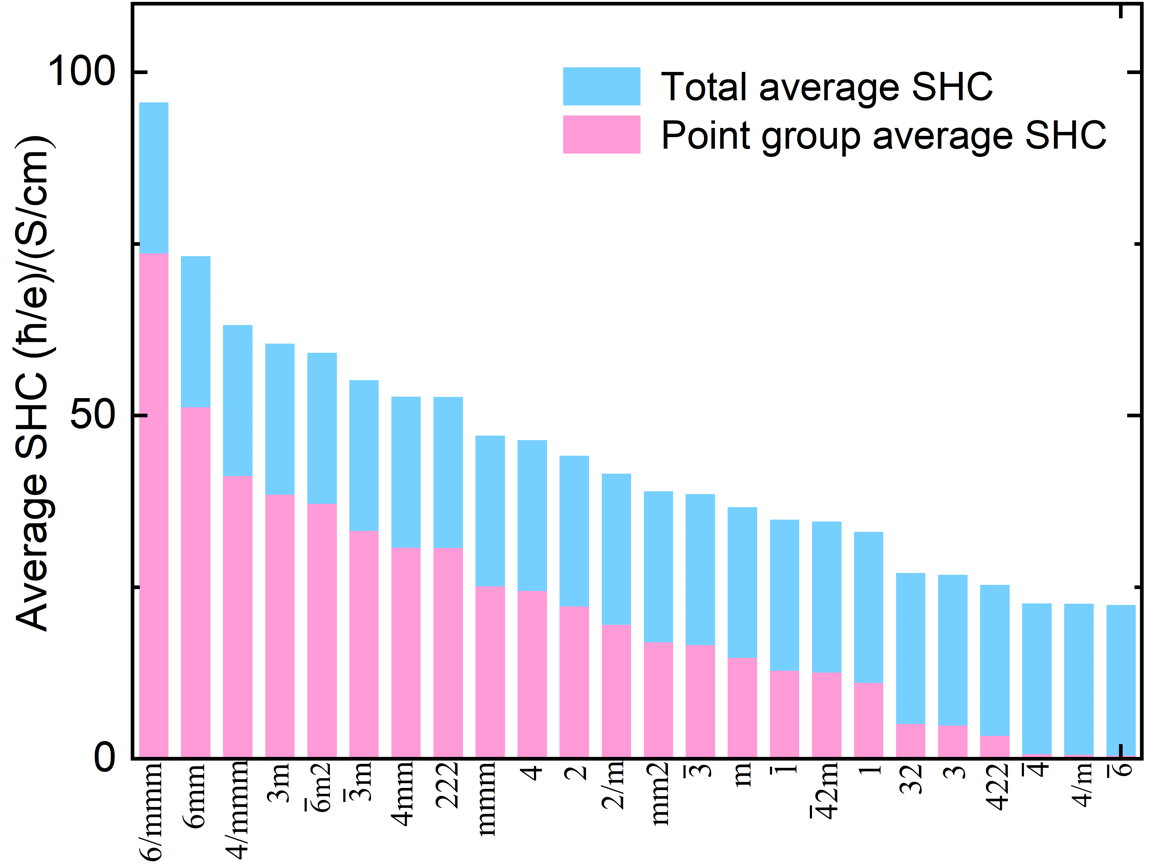 100
50
0
Average SHC (ħ/e)/(S/cm)
Total average SHC
Point group average SHC
6/mmm
6mm
4/mmm
3m
6̅m2
3̅m
4mm
222
mmm
4
2
2/m
mm2
3̅
m
1̅
4̅2m
1
32
3
422
4̅
4/m
6̅